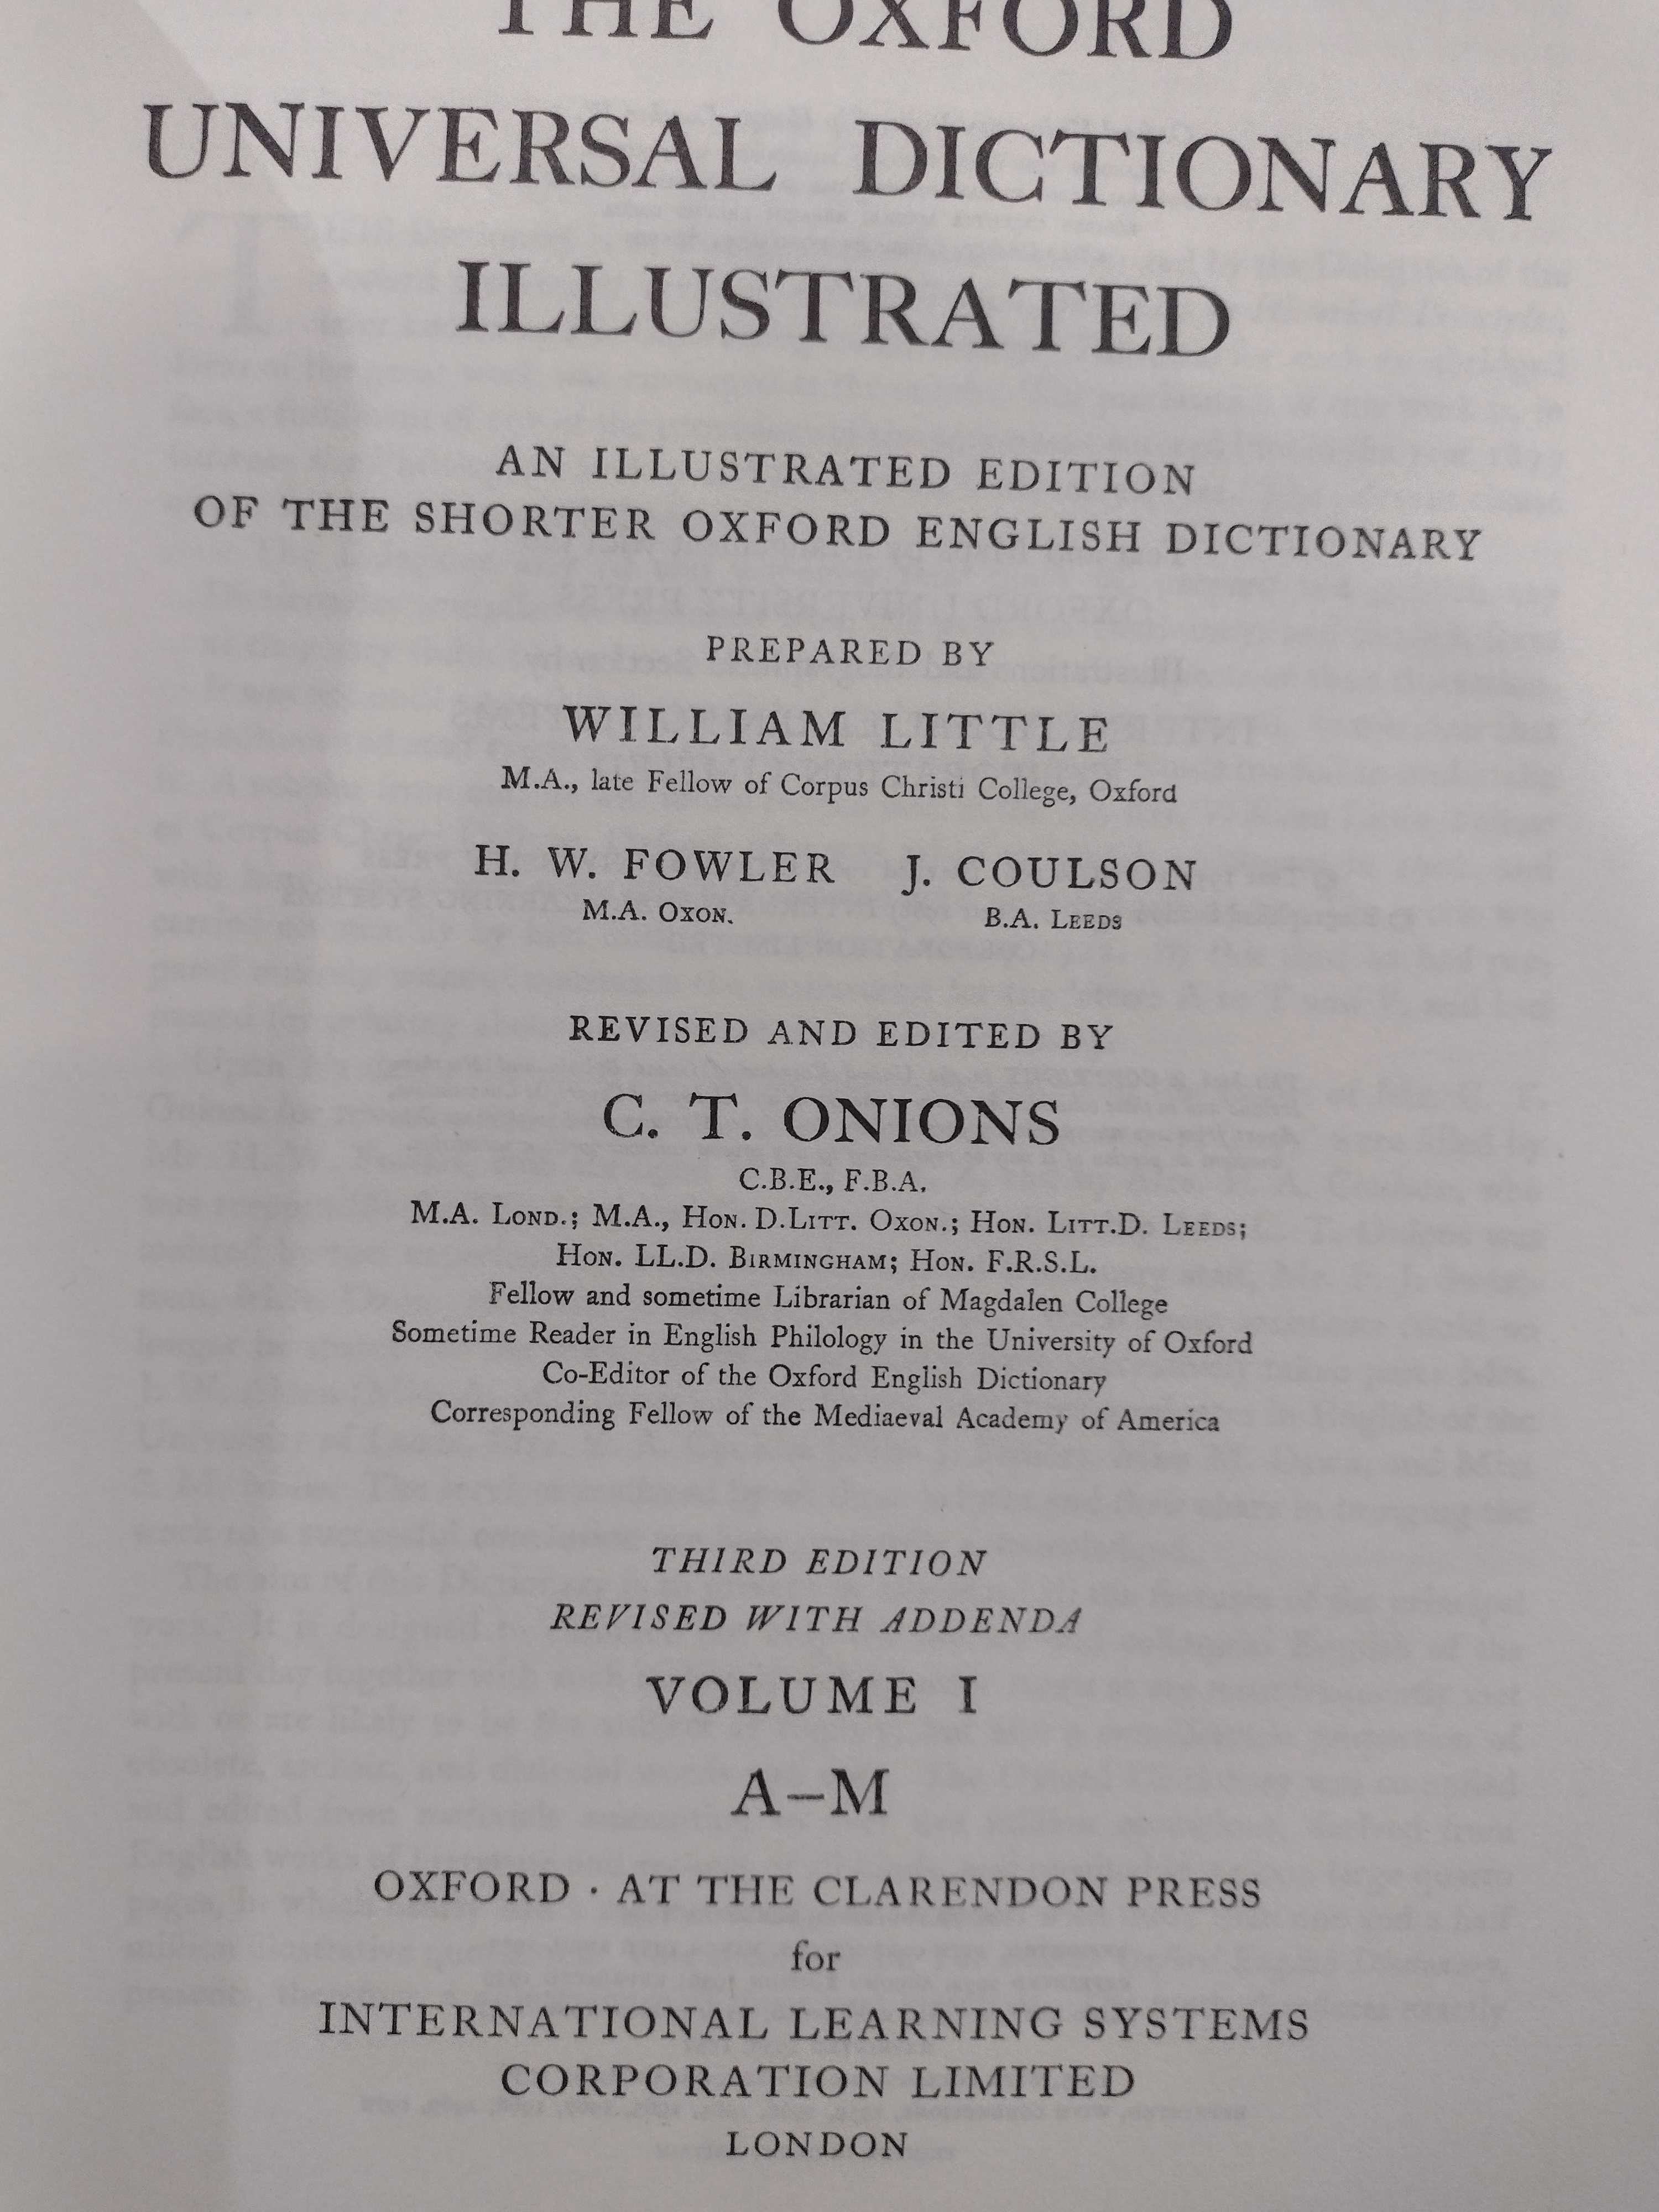 THE OXFORD
UNIVERSAL DICTIONARY
ILLUSTRATED
AN ILLUSTRATED EDITION
OF THE SHORTER OXFORD ENGLISH DICTIONARY
PREPARED BY
WILLIAM LITTLE
M.A., late Fellow of Corpus Christi College, Oxford
H. W. FOWLER J. COULSON
M.A. OXON. B.A. LEEDS
REVISED AND EDITED BY
C. T. ONIONS
C.B.E., F.B.A.
M.A. LOND.; M.A., HON. D.LITT. OXON.; HON. LITT.D. LEEDS;
HON. LL.D. BIRMINGHAM; HON. F.R.S.L.
Fellow and sometime Librarian of Magdalen College
Sometime Reader in English Philology in the University of Oxford
Co-Editor of the Oxford English Dictionary
Corresponding Fellow of the Mediaeval Academy of America
THIRD EDITION
REVISED WITH ADDENDA
VOLUME I
A–M
OXFORD · AT THE CLARENDON PRESS
for
INTERNATIONAL LEARNING SYSTEMS
CORPORATION LIMITED
LONDON